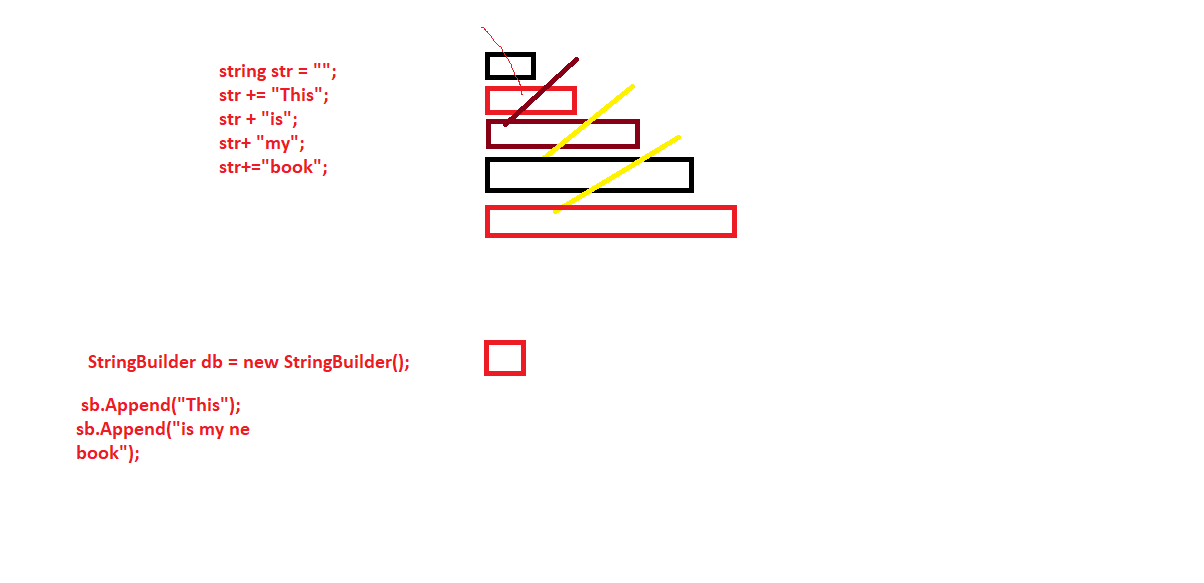 string str = "";
str += "This";
str + "is";
str+ "my";
str+="book";
StringBuilder db = new StringBuilder();
sb.Append("This");
sb.Append("is my ne
book");